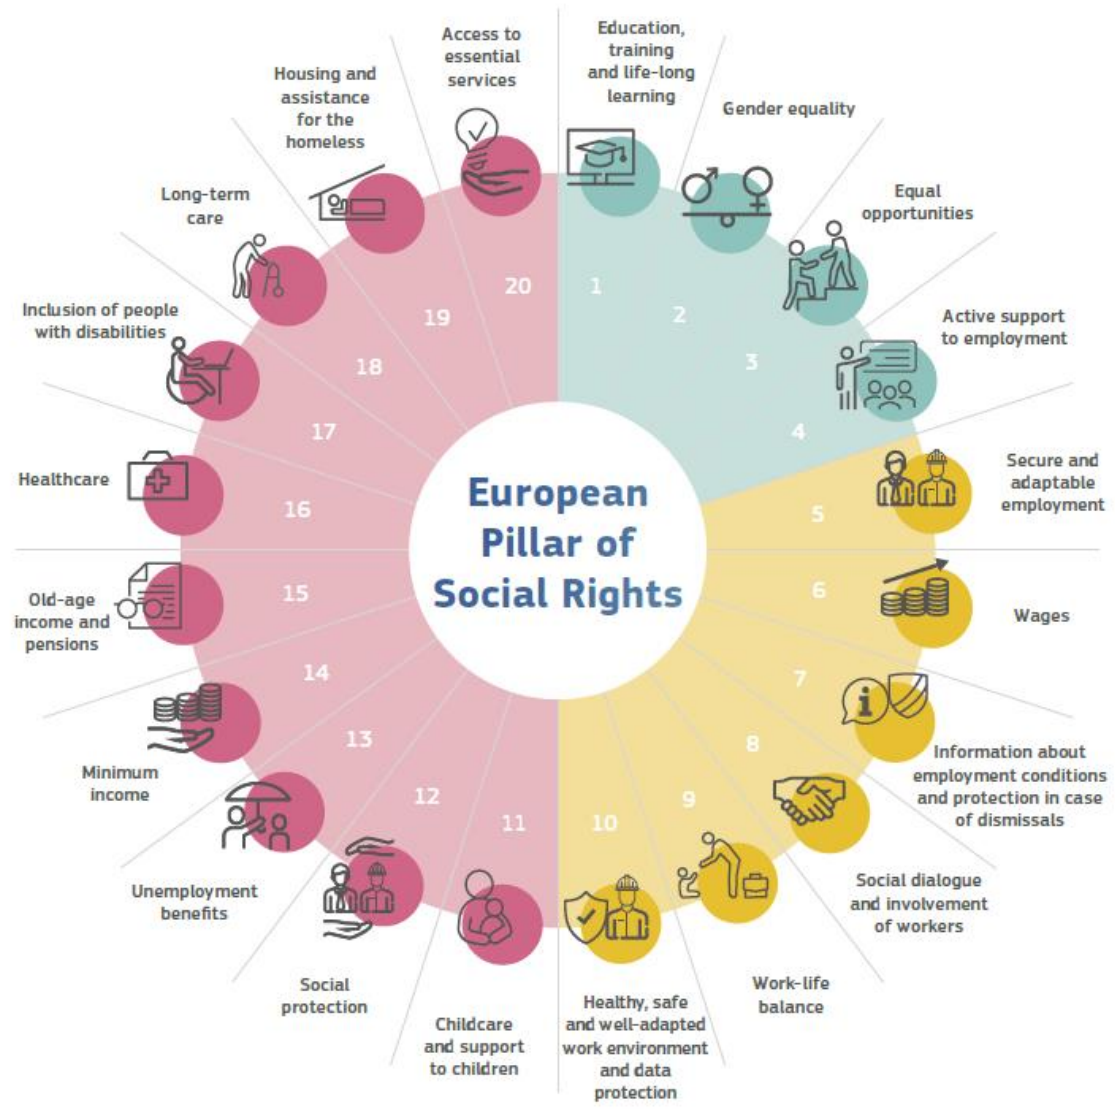 European
Pillar of
Social Rights
1
Education,
training
and life-long
learning
2
Gender equality
3
Equal
opportunities
4
Active support
to employment
5
Secure and
adaptable
employment
6
Wages
7
Information about
employment conditions
and protection in case
of dismissals
8
Social dialogue
and involvement
of workers
9
Work-life
balance
10
Healthy, safe
and well-adapted
work environment
and data
protection
11
Childcare
and support
to children
12
Social
protection
13
Unemployment
benefits
14
Minimum
income
15
Old-age
income and
pensions
16
Healthcare
17
Inclusion of people
with disabilities
18
Long-term
care
19
Housing and
assistance
for the
homeless
20
Access to
essential
services
i